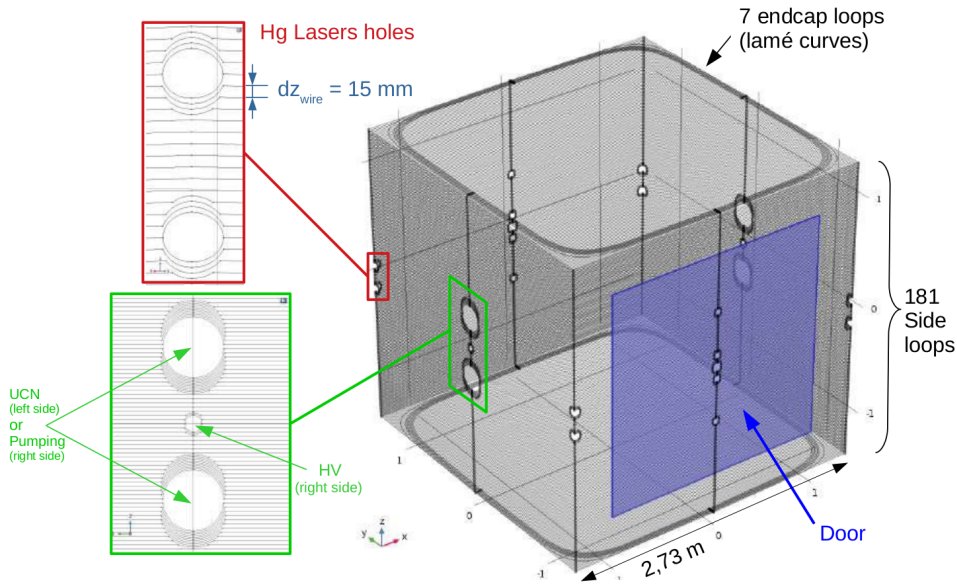 7 endcap loops
(lamé curves)
Hg Lasers holes
dz_wire = 15 mm
1
0
-1
181
Side
loops
UCN
(left side)
or
Pumping
(right side)
HV
(right side)
1
0
-1
z
y
x
1
0
2,73 m
Door